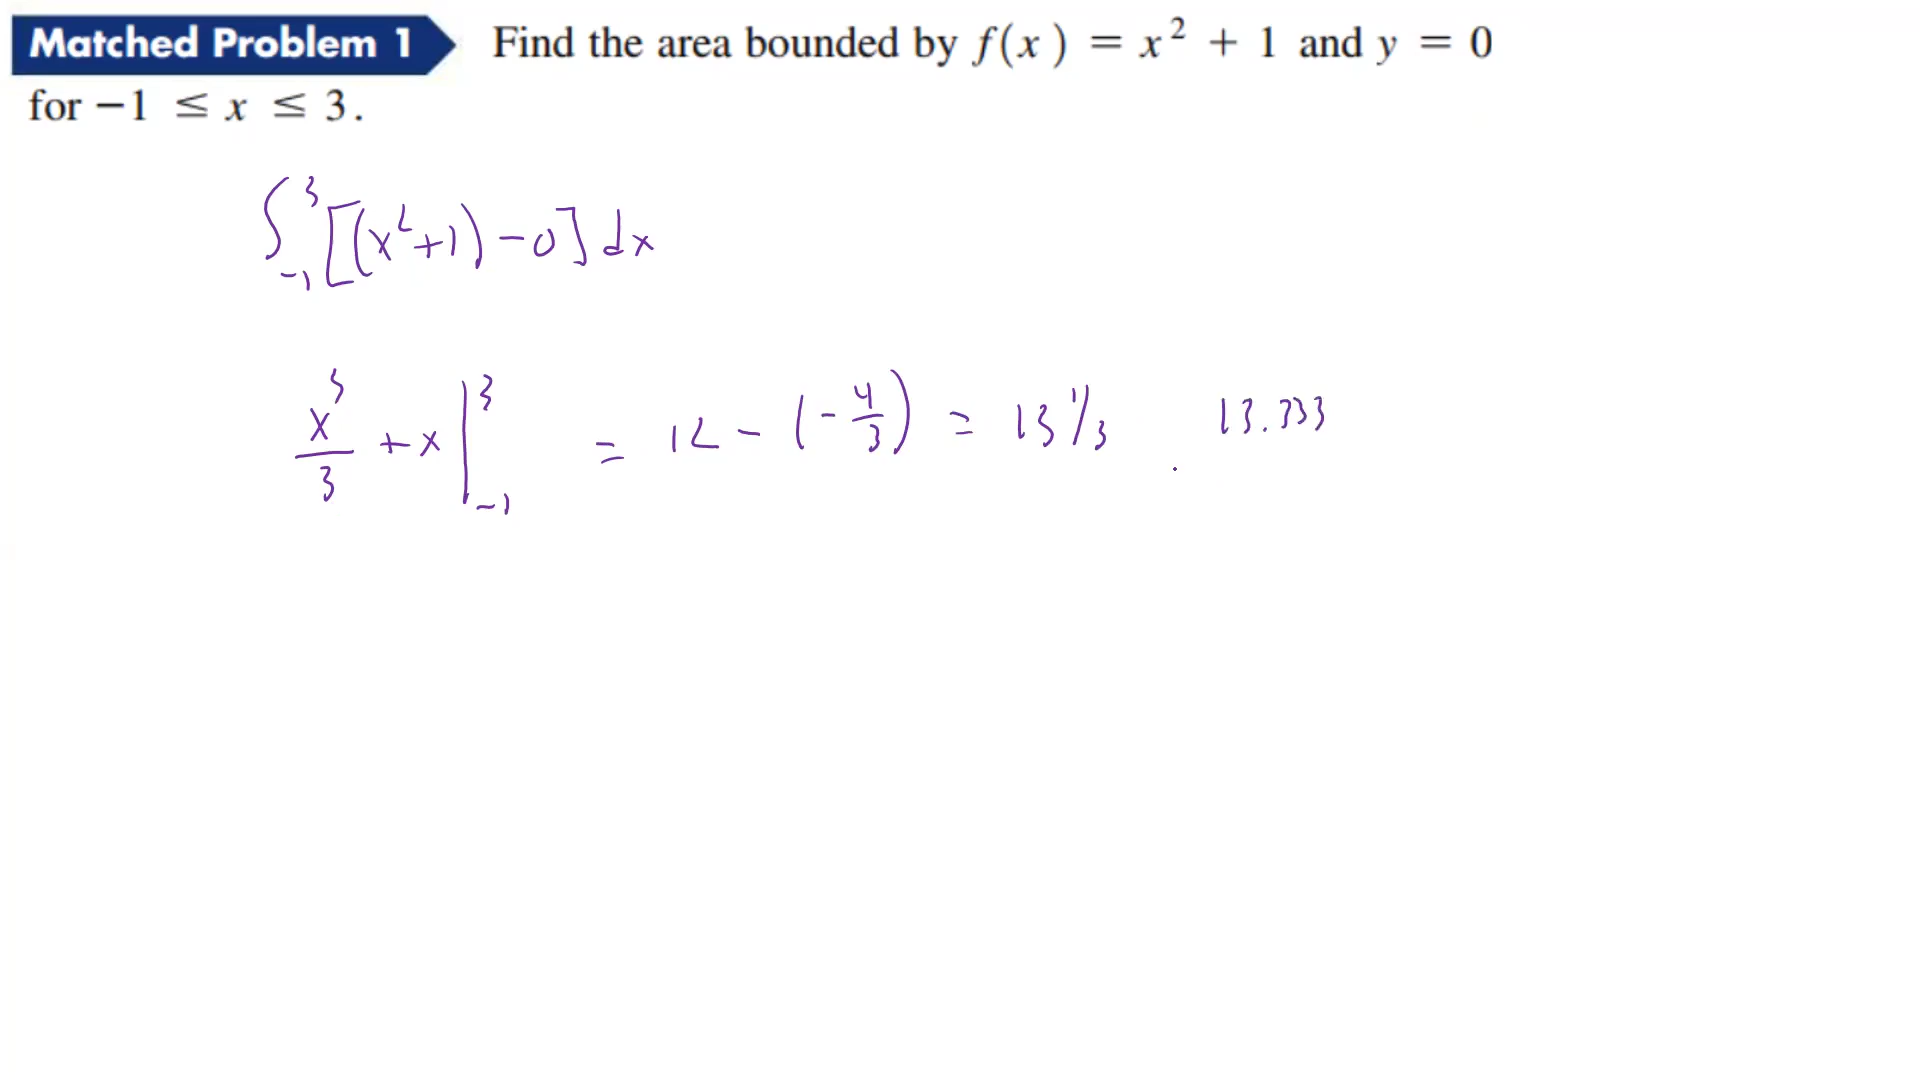 Matched Problem 1 Find the area bounded by f(x) = x² + 1 and y = 0
for −1 ≤ x ≤ 3.
∫₋₁³ [(x²+1) − 0] dx
x³/3 + x |₋₁³ = 12 − (−4/3) = 13 1/3 13.333